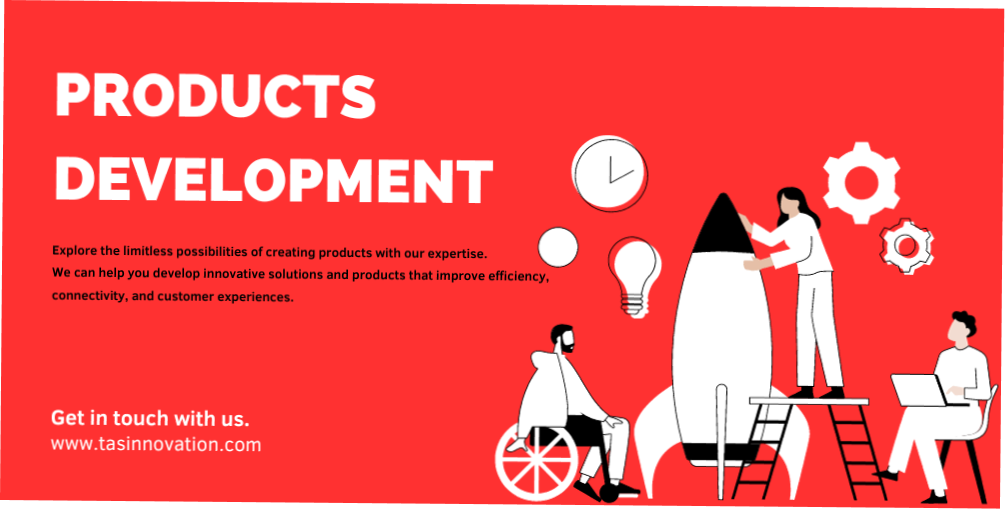 PRODUCTS
DEVELOPMENT
Explore the limitless possibilities of creating products with our expertise.
We can help you develop innovative solutions and products that improve efficiency,
connectivity, and customer experiences.
Get in touch with us.
www.tasinnovation.com